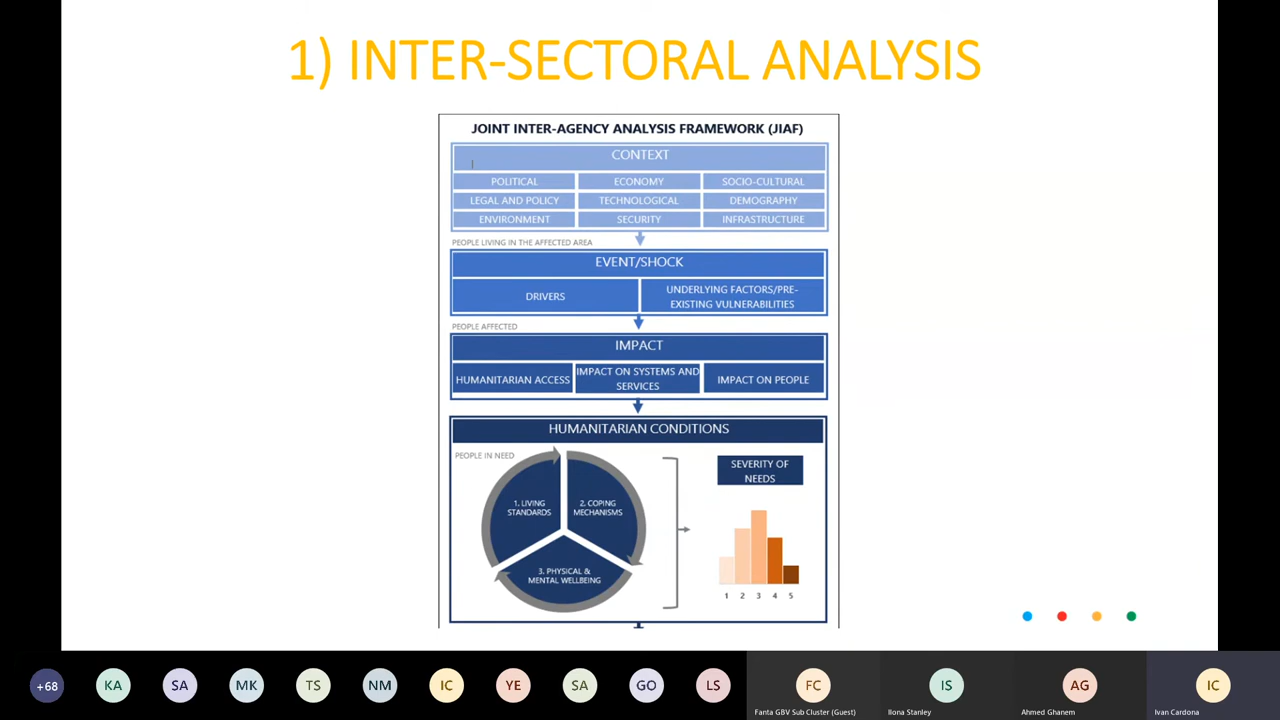 1) INTER-SECTORAL ANALYSIS
JOINT INTER-AGENCY ANALYSIS FRAMEWORK (JIAF)
CONTEXT
POLITICAL
ECONOMY
SOCIO-CULTURAL
LEGAL AND POLICY
TECHNOLOGICAL
DEMOGRAPHY
ENVIRONMENT
SECURITY
INFRASTRUCTURE
PEOPLE LIVING IN THE AFFECTED AREA
EVENT/SHOCK
DRIVERS
UNDERLYING FACTORS/PRE-
EXISTING VULNERABILITIES
PEOPLE AFFECTED
IMPACT
HUMANITARIAN ACCESS
IMPACT ON SYSTEMS AND
SERVICES
IMPACT ON PEOPLE
HUMANITARIAN CONDITIONS
PEOPLE IN NEED
1. LIVING
STANDARDS
2. COPING
MECHANISMS
3. PHYSICAL &
MENTAL WELLBEING
SEVERITY OF
NEEDS
1 2 3 4 5
+68
KA
SA
MK
TS
NM
IC
YE
SA
GO
LS
FC
Fanta GBV Sub Cluster (Guest)
IS
Ilona Stanley
AG
Ahmed Ghanem
IC
Ivan Cardona